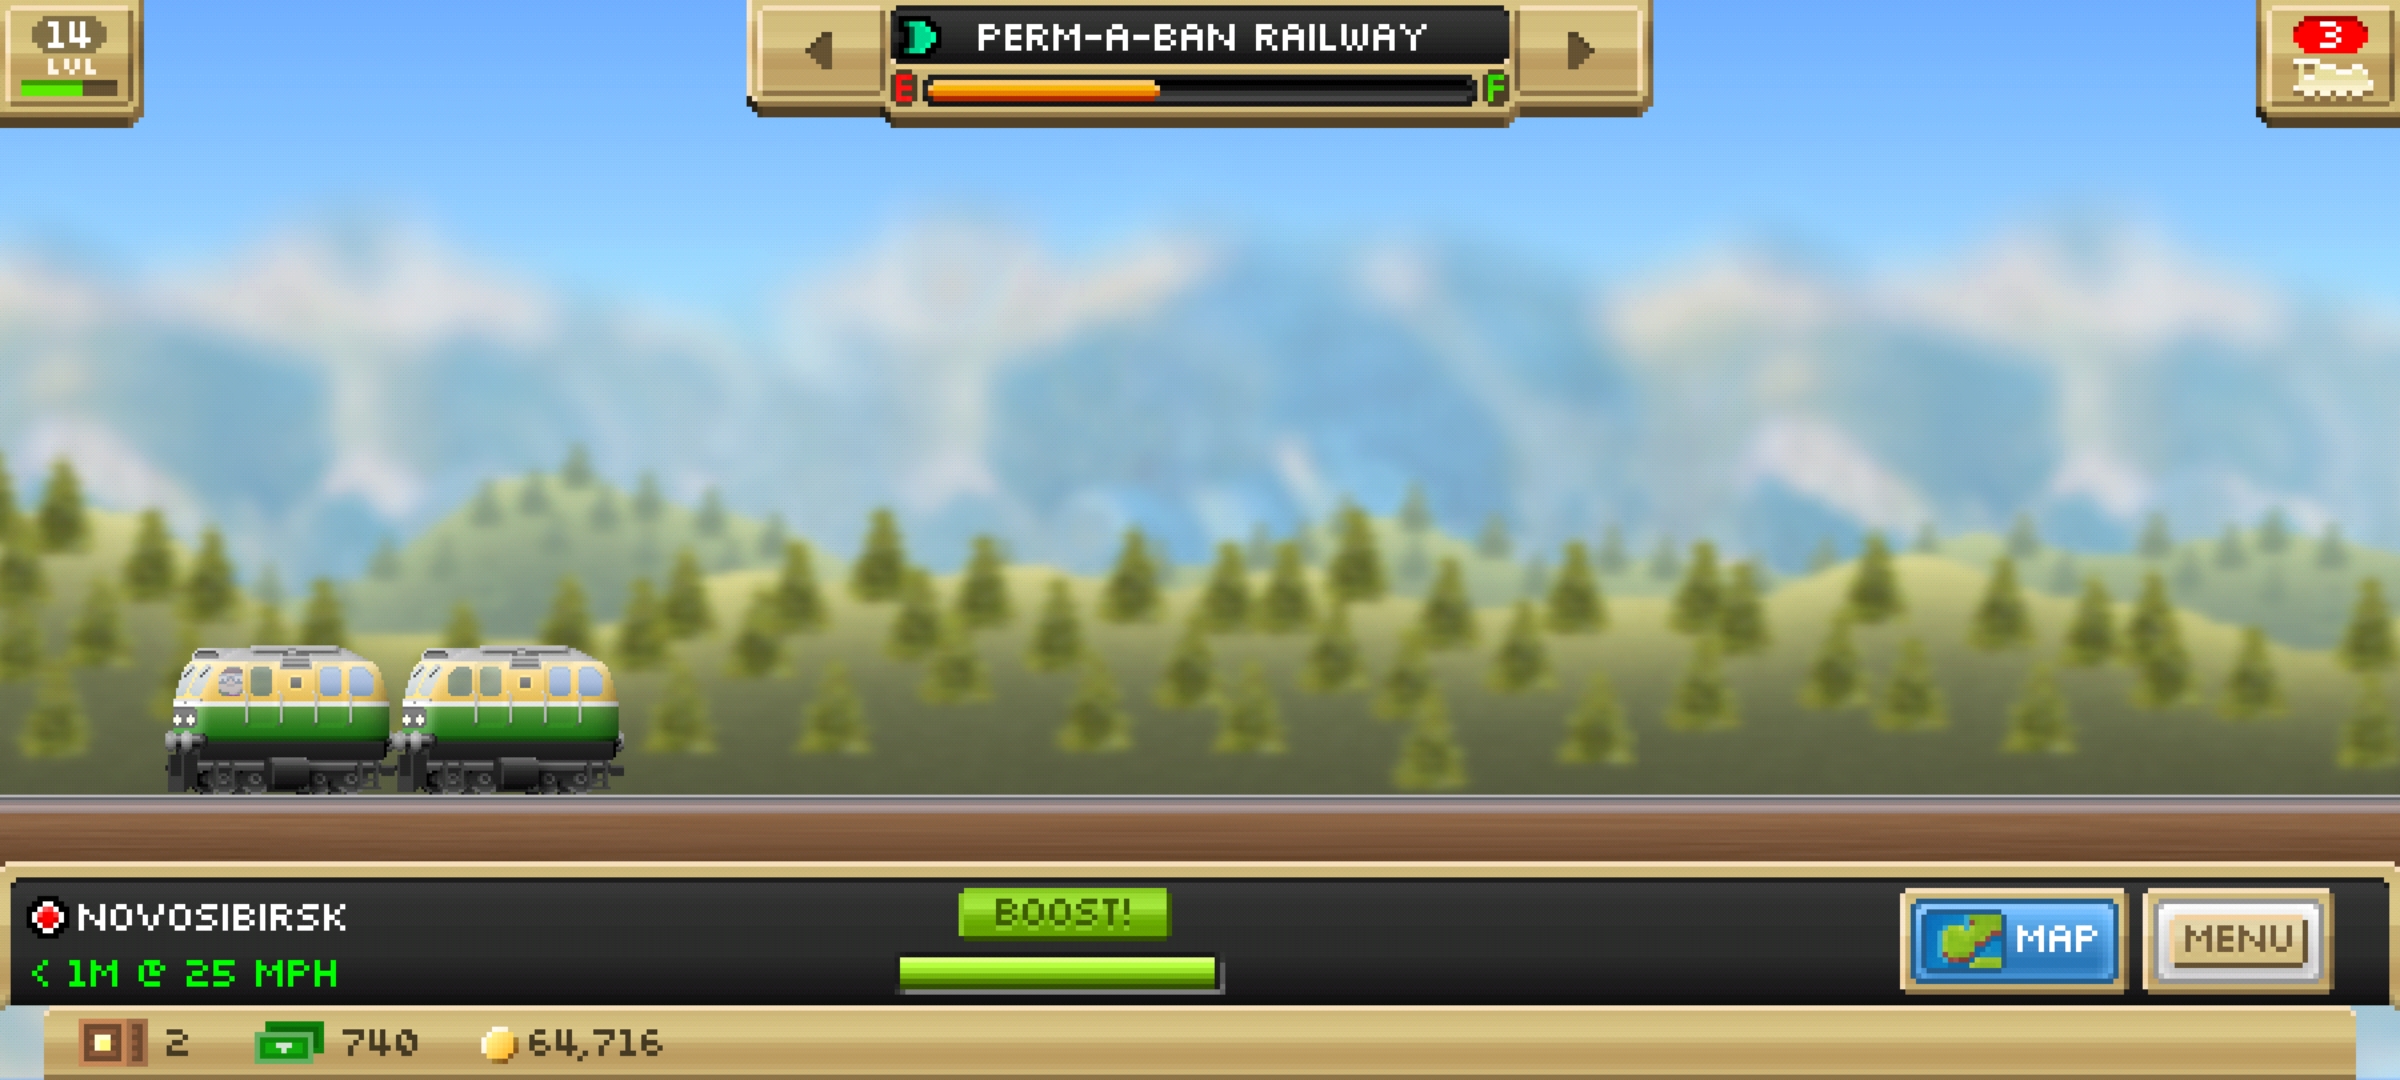 14
LVL
PERM-A-BAN RAILWAY
E
F
3
NOVOSIBIRSK
< 1M @ 25 MPH
BOOST!
MAP
MENU
2
740
64,716